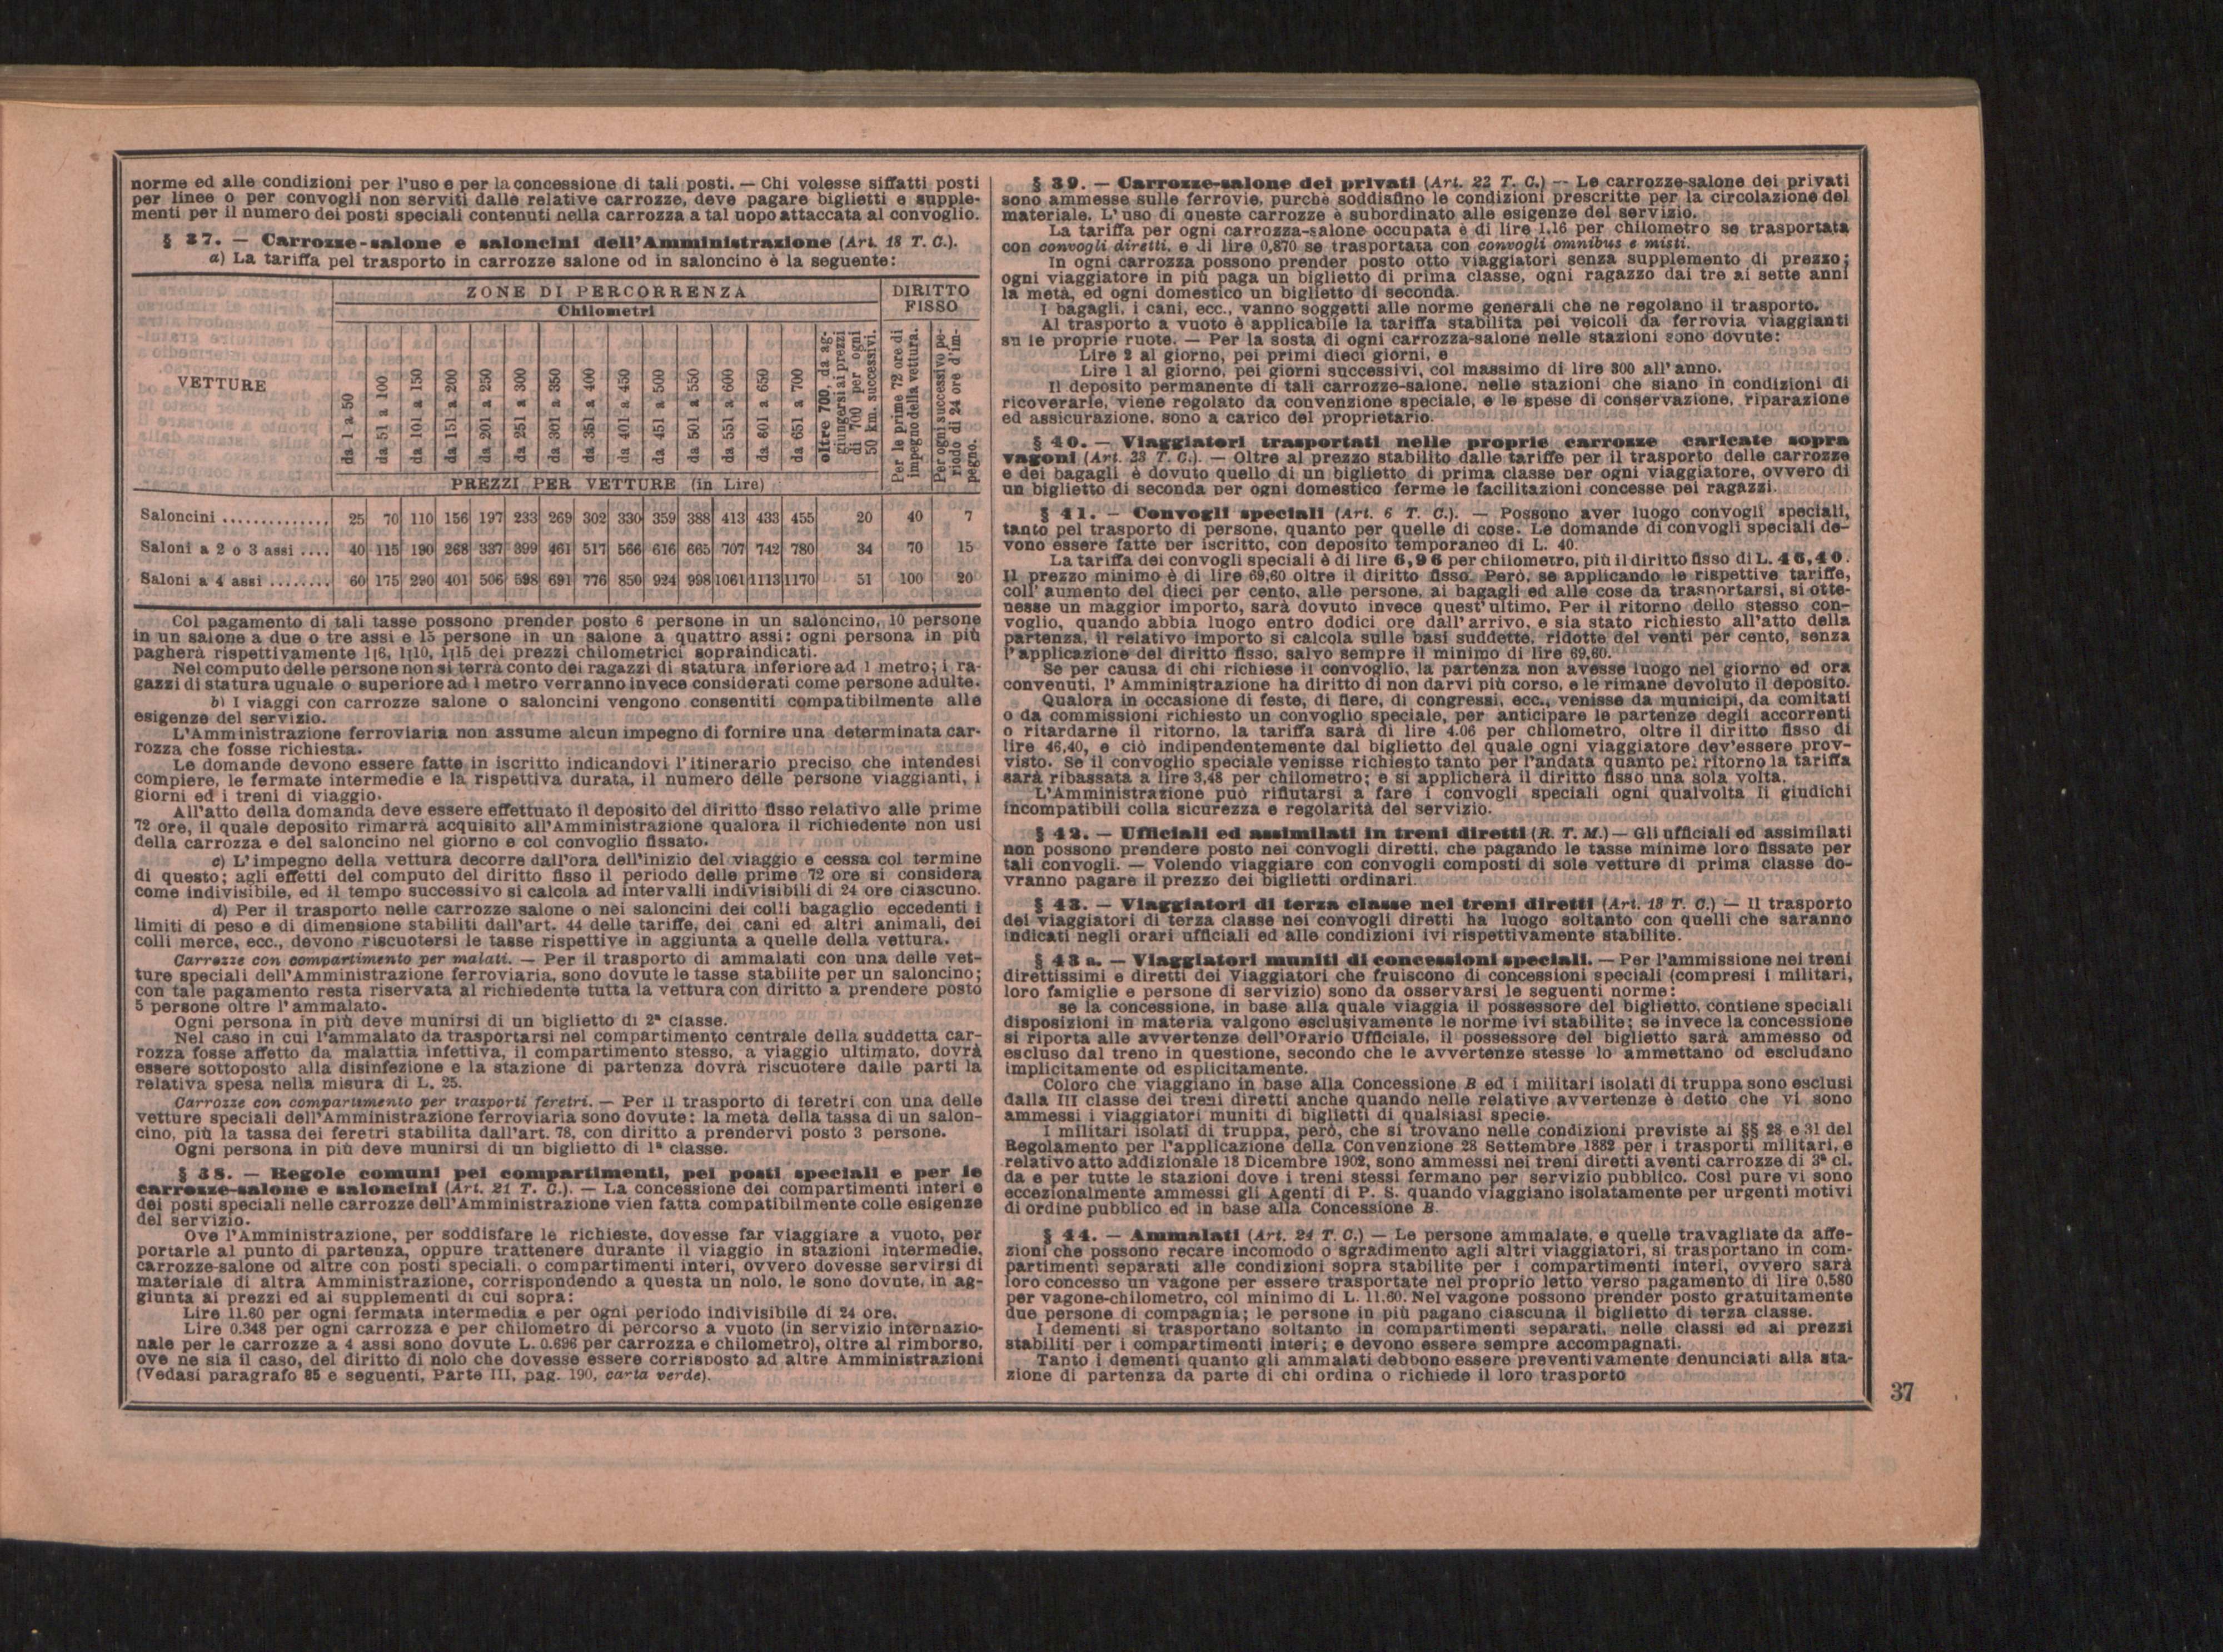 norme ed alle condizioni per l'uso e per la concessione di tali posti. — Chi volesse siffatti posti
per linee o per convogli non serviti dalle relative carrozze, deve pagare biglietti e supple-
menti per il numero dei posti speciali contenuti nella carrozza a tal uopo attaccata al convoglio.
§ 37. — Carrozze-salone e saloncini dell'Amministrazione (Art. 18 T. C.).
a) La tariffa pel trasporto in carrozze salone od in saloncino è la seguente:
VETTURE
ZONE DI PERCORRENZA
DIRITTO
FISSO
Chilometri
da 1 a 50
da 51 a 100
da 101 a 150
da 151 a 200
da 201 a 250
da 251 a 300
da 301 a 350
da 351 a 400
da 401 a 450
da 451 a 500
da 501 a 550
da 551 a 600
da 601 a 650
da 651 a 700
oltre 700, da ag-
giungersi ai prezzi
di 700 per ogni
50 km. successivi.
Per le prime 72 ore di
impegno della vettura.
Per ogni successivo pe-
riodo di 24 ore d'im-
pegno.
PREZZI PER VETTURE (in Lire)
Saloncini .............. 25 70 110 156 197 233 269 302 330 359 388 413 433 455 20 40 7
Saloni a 2 o 3 assi .... 40 115 190 268 337 399 461 517 566 616 665 707 742 780 34 70 15
Saloni a 4 assi ........ 60 175 290 401 506 598 691 776 850 924 998 1061 1113 1170 51 100 20
Col pagamento di tali tasse possono prender posto 6 persone in un saloncino, 10 persone
in un salone a due o tre assi e 15 persone in un salone a quattro assi: ogni persona in più
pagherà rispettivamente 1|6, 1|10, 1|15 dei prezzi chilometrici sopraindicati.
Nel computo delle persone non si terrà conto dei ragazzi di statura inferiore ad 1 metro; i ra-
gazzi di statura uguale o superiore ad 1 metro verranno invece considerati come persone adulte.
b) I viaggi con carrozze salone o saloncini vengono consentiti compatibilmente alle
esigenze del servizio.
L'Amministrazione ferroviaria non assume alcun impegno di fornire una determinata car-
rozza che fosse richiesta.
Le domande devono essere fatte in iscritto indicandovi l'itinerario preciso che intendesi
compiere, le fermate intermedie e la rispettiva durata, il numero delle persone viaggianti, i
giorni ed i treni di viaggio.
All'atto della domanda deve essere effettuato il deposito del diritto fisso relativo alle prime
72 ore, il quale deposito rimarrà acquisito all'Amministrazione qualora il richiedente non usi
della carrozza e del saloncino nel giorno e col convoglio fissato.
c) L'impegno della vettura decorre dall'ora dell'inizio del viaggio e cessa col termine
di questo; agli effetti del computo del diritto fisso il periodo delle prime 72 ore si considera
come indivisibile, ed il tempo successivo si calcola ad intervalli indivisibili di 24 ore ciascuno.
d) Per il trasporto nelle carrozze salone o nei saloncini dei colli bagaglio eccedenti i
limiti di peso e di dimensione stabiliti dall'art. 44 delle tariffe, dei cani ed altri animali, dei
colli merce, ecc., devono riscuotersi le tasse rispettive in aggiunta a quelle della vettura.
Carrozze con compartimento per malati. — Per il trasporto di ammalati con una delle vet-
ture speciali dell'Amministrazione ferroviaria, sono dovute le tasse stabilite per un saloncino;
con tale pagamento resta riservata al richiedente tutta la vettura con diritto a prendere posto
5 persone oltre l'ammalato.
Ogni persona in più deve munirsi di un biglietto di 2ª classe.
Nel caso in cui l'ammalato da trasportarsi nel compartimento centrale della suddetta car-
rozza fosse affetto da malattia infettiva, il compartimento stesso, a viaggio ultimato, dovrà
essere sottoposto alla disinfezione e la stazione di partenza dovrà riscuotere dalle parti la
relativa spesa nella misura di L. 25.
Carrozze con compartimento per trasporti feretri. — Per il trasporto di feretri con una delle
vetture speciali dell'Amministrazione ferroviaria sono dovute: la metà della tassa di un salon-
cino, più la tassa dei feretri stabilita dall'art. 78, con diritto a prendervi posto 3 persone.
Ogni persona in più deve munirsi di un biglietto di 1ª classe.
§ 38. — Regole comuni pei compartimenti, pei posti speciali e per le
carrozze-salone e saloncini (Art. 21 T. C.). — La concessione dei compartimenti interi e
dei posti speciali nelle carrozze dell'Amministrazione vien fatta compatibilmente colle esigenze
del servizio.
Ove l'Amministrazione, per soddisfare le richieste, dovesse far viaggiare a vuoto, per
portarle al punto di partenza, oppure trattenere durante il viaggio in stazioni intermedie,
carrozze-salone od altre con posti speciali, o compartimenti interi, ovvero dovesse servirsi di
materiale di altra Amministrazione, corrispondendo a questa un nolo, le sono dovute, in ag-
giunta ai prezzi ed ai supplementi di cui sopra:
Lire 11.60 per ogni fermata intermedia e per ogni periodo indivisibile di 24 ore.
Lire 0.348 per ogni carrozza e per chilometro di percorso a vuoto (in servizio internazio-
nale per le carrozze a 4 assi sono dovute L. 0.696 per carrozza e chilometro), oltre al rimborso,
ove ne sia il caso, del diritto di nolo che dovesse essere corrisposto ad altre Amministrazioni
(Vedasi paragrafo 85 e seguenti, Parte III, pag. 190, carta verde).
§ 39. — Carrozze-salone dei privati (Art. 22 T. C.) -- Le carrozze-salone dei privati
sono ammesse sulle ferrovie, purchè soddisfino le condizioni prescritte per la circolazione del
materiale. L'uso di queste carrozze è subordinato alle esigenze del servizio.
La tariffa per ogni carrozza-salone occupata è di lire 1,16 per chilometro se trasportata
con convogli diretti, e di lire 0,870 se trasportata con convogli omnibus e misti.
In ogni carrozza possono prender posto otto viaggiatori senza supplemento di prezzo;
ogni viaggiatore in più paga un biglietto di prima classe, ogni ragazzo dai tre ai sette anni
la metà, ed ogni domestico un biglietto di seconda.
I bagagli, i cani, ecc., vanno soggetti alle norme generali che ne regolano il trasporto.
Al trasporto a vuoto è applicabile la tariffa stabilita pei veicoli da ferrovia viaggianti
su le proprie ruote. — Per la sosta di ogni carrozza-salone nelle stazioni sono dovute:
Lire 2 al giorno, pei primi dieci giorni, e
Lire 1 al giorno, pei giorni successivi, col massimo di lire 300 all'anno.
Il deposito permanente di tali carrozze-salone, nelle stazioni che siano in condizioni di
ricoverarle, viene regolato da convenzione speciale, e le spese di conservazione, riparazione
ed assicurazione, sono a carico del proprietario.
§ 40. — Viaggiatori trasportati nelle proprie carrozze caricate sopra
vagoni (Art. 23 T. C.). — Oltre al prezzo stabilito dalle tariffe per il trasporto delle carrozze
e dei bagagli è dovuto quello di un biglietto di prima classe per ogni viaggiatore, ovvero di
un biglietto di seconda per ogni domestico ferme le facilitazioni concesse pei ragazzi.
§ 41. — Convogli speciali (Art. 6 T. C.). — Possono aver luogo convogli speciali,
tanto pel trasporto di persone, quanto per quelle di cose. Le domande di convogli speciali de-
vono essere fatte per iscritto, con deposito temporaneo di L. 40.
La tariffa dei convogli speciali è di lire 6,96 per chilometro, più il diritto fisso di L. 46,40.
Il prezzo minimo è di lire 69,60 oltre il diritto fisso. Però, se applicando le rispettive tariffe,
coll'aumento del dieci per cento, alle persone, ai bagagli ed alle cose da trasportarsi, si otte-
nesse un maggior importo, sarà dovuto invece quest'ultimo. Per il ritorno dello stesso con-
voglio, quando abbia luogo entro dodici ore dall'arrivo, e sia stato richiesto all'atto della
partenza, il relativo importo si calcola sulle basi suddette, ridotte del venti per cento, senza
l'applicazione del diritto fisso, salvo sempre il minimo di lire 69,60.
Se per causa di chi richiese il convoglio, la partenza non avesse luogo nel giorno ed ora
convenuti, l'Amministrazione ha diritto di non darvi più corso, e le rimane devoluto il deposito.
Qualora in occasione di feste, di fiere, di congressi, ecc., venisse da municipi, da comitati
o da commissioni richiesto un convoglio speciale, per anticipare le partenze degli accorrenti
o ritardarne il ritorno, la tariffa sarà di lire 4.06 per chilometro, oltre il diritto fisso di
lire 46,40, e ciò indipendentemente dal biglietto del quale ogni viaggiatore dev'essere prov-
visto. Se il convoglio speciale venisse richiesto tanto per l'andata quanto pel ritorno la tariffa
sarà ribassata a lire 3,48 per chilometro; e si applicherà il diritto fisso una sola volta.
L'Amministrazione può rifiutarsi a fare i convogli speciali ogni qualvolta li giudichi
incompatibili colla sicurezza e regolarità del servizio.
§ 42. — Ufficiali ed assimilati in treni diretti (R. T. M.) — Gli ufficiali ed assimilati
non possono prendere posto nei convogli diretti, che pagando le tasse minime loro fissate per
tali convogli. — Volendo viaggiare con convogli composti di sole vetture di prima classe do-
vranno pagare il prezzo dei biglietti ordinari.
§ 43. — Viaggiatori di terza classe nei treni diretti (Art. 18 T. C.) — Il trasporto
dei viaggiatori di terza classe nei convogli diretti ha luogo soltanto con quelli che saranno
indicati negli orari ufficiali ed alle condizioni ivi rispettivamente stabilite.
§ 43 a. — Viaggiatori muniti di concessioni speciali. — Per l'ammissione nei treni
direttissimi e diretti dei Viaggiatori che fruiscono di concessioni speciali (compresi i militari,
loro famiglie e persone di servizio) sono da osservarsi le seguenti norme:
se la concessione, in base alla quale viaggia il possessore del biglietto, contiene speciali
disposizioni in materia valgono esclusivamente le norme ivi stabilite; se invece la concessione
si riporta alle avvertenze dell'Orario Ufficiale, il possessore del biglietto sarà ammesso od
escluso dal treno in questione, secondo che le avvertenze stesse lo ammettano od escludano
implicitamente od esplicitamente.
Coloro che viaggiano in base alla Concessione B ed i militari isolati di truppa sono esclusi
dalla III classe dei treni diretti anche quando nelle relative avvertenze è detto che vi sono
ammessi i viaggiatori muniti di biglietti di qualsiasi specie.
I militari isolati di truppa, però, che si trovano nelle condizioni previste ai §§ 28 e 31 del
Regolamento per l'applicazione della Convenzione 28 Settembre 1882 per i trasporti militari, e
relativo atto addizionale 18 Dicembre 1902, sono ammessi nei treni diretti aventi carrozze di 3ª cl.
da e per tutte le stazioni dove i treni stessi fermano per servizio pubblico. Così pure vi sono
eccezionalmente ammessi gli Agenti di P. S. quando viaggiano isolatamente per urgenti motivi
di ordine pubblico ed in base alla Concessione B.
§ 44. — Ammalati (Art. 24 T. C.) — Le persone ammalate, e quelle travagliate da affe-
zioni che possono recare incomodo o sgradimento agli altri viaggiatori, si trasportano in com-
partimenti separati alle condizioni sopra stabilite per i compartimenti interi, ovvero sarà
loro concesso un vagone per essere trasportate nel proprio letto verso pagamento di lire 0,580
per vagone-chilometro, col minimo di L. 11.60. Nel vagone possono prender posto gratuitamente
due persone di compagnia; le persone in più pagano ciascuna il biglietto di terza classe.
I dementi si trasportano soltanto in compartimenti separati, nelle classi ed ai prezzi
stabiliti per i compartimenti interi; e devono essere sempre accompagnati.
Tanto i dementi quanto gli ammalati debbono essere preventivamente denunciati alla sta-
zione di partenza da parte di chi ordina o richiede il loro trasporto
37